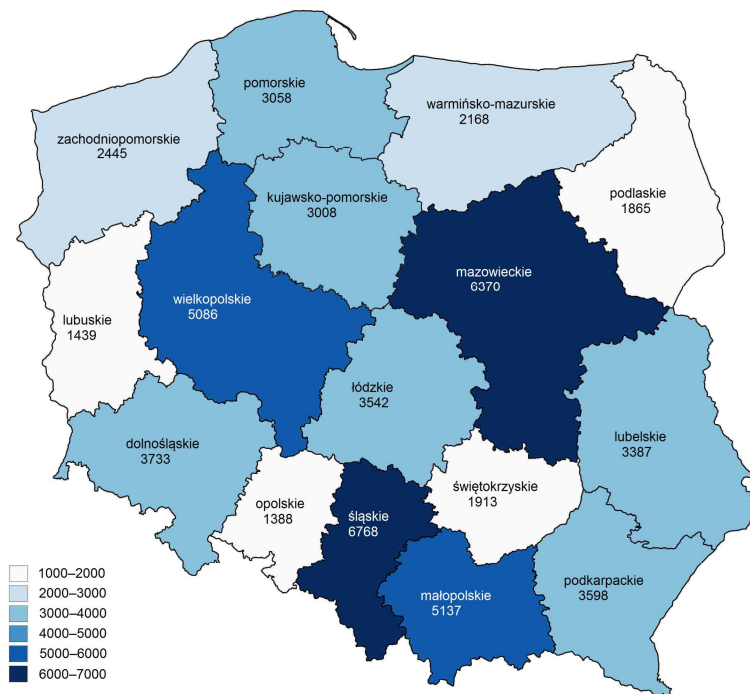 pomorskie
3058
warmińsko-mazurskie
2168
zachodniopomorskie
2445
podlaskie
1865
kujawsko-pomorskie
3008
mazowieckie
6370
wielkopolskie
5086
lubuskie
1439
łódzkie
3542
dolnośląskie
3733
lubelskie
3387
świętokrzyskie
1913
opolskie
1388
śląskie
6768
podkarpackie
3598
małopolskie
5137
1000–2000
2000–3000
3000–4000
4000–5000
5000–6000
6000–7000